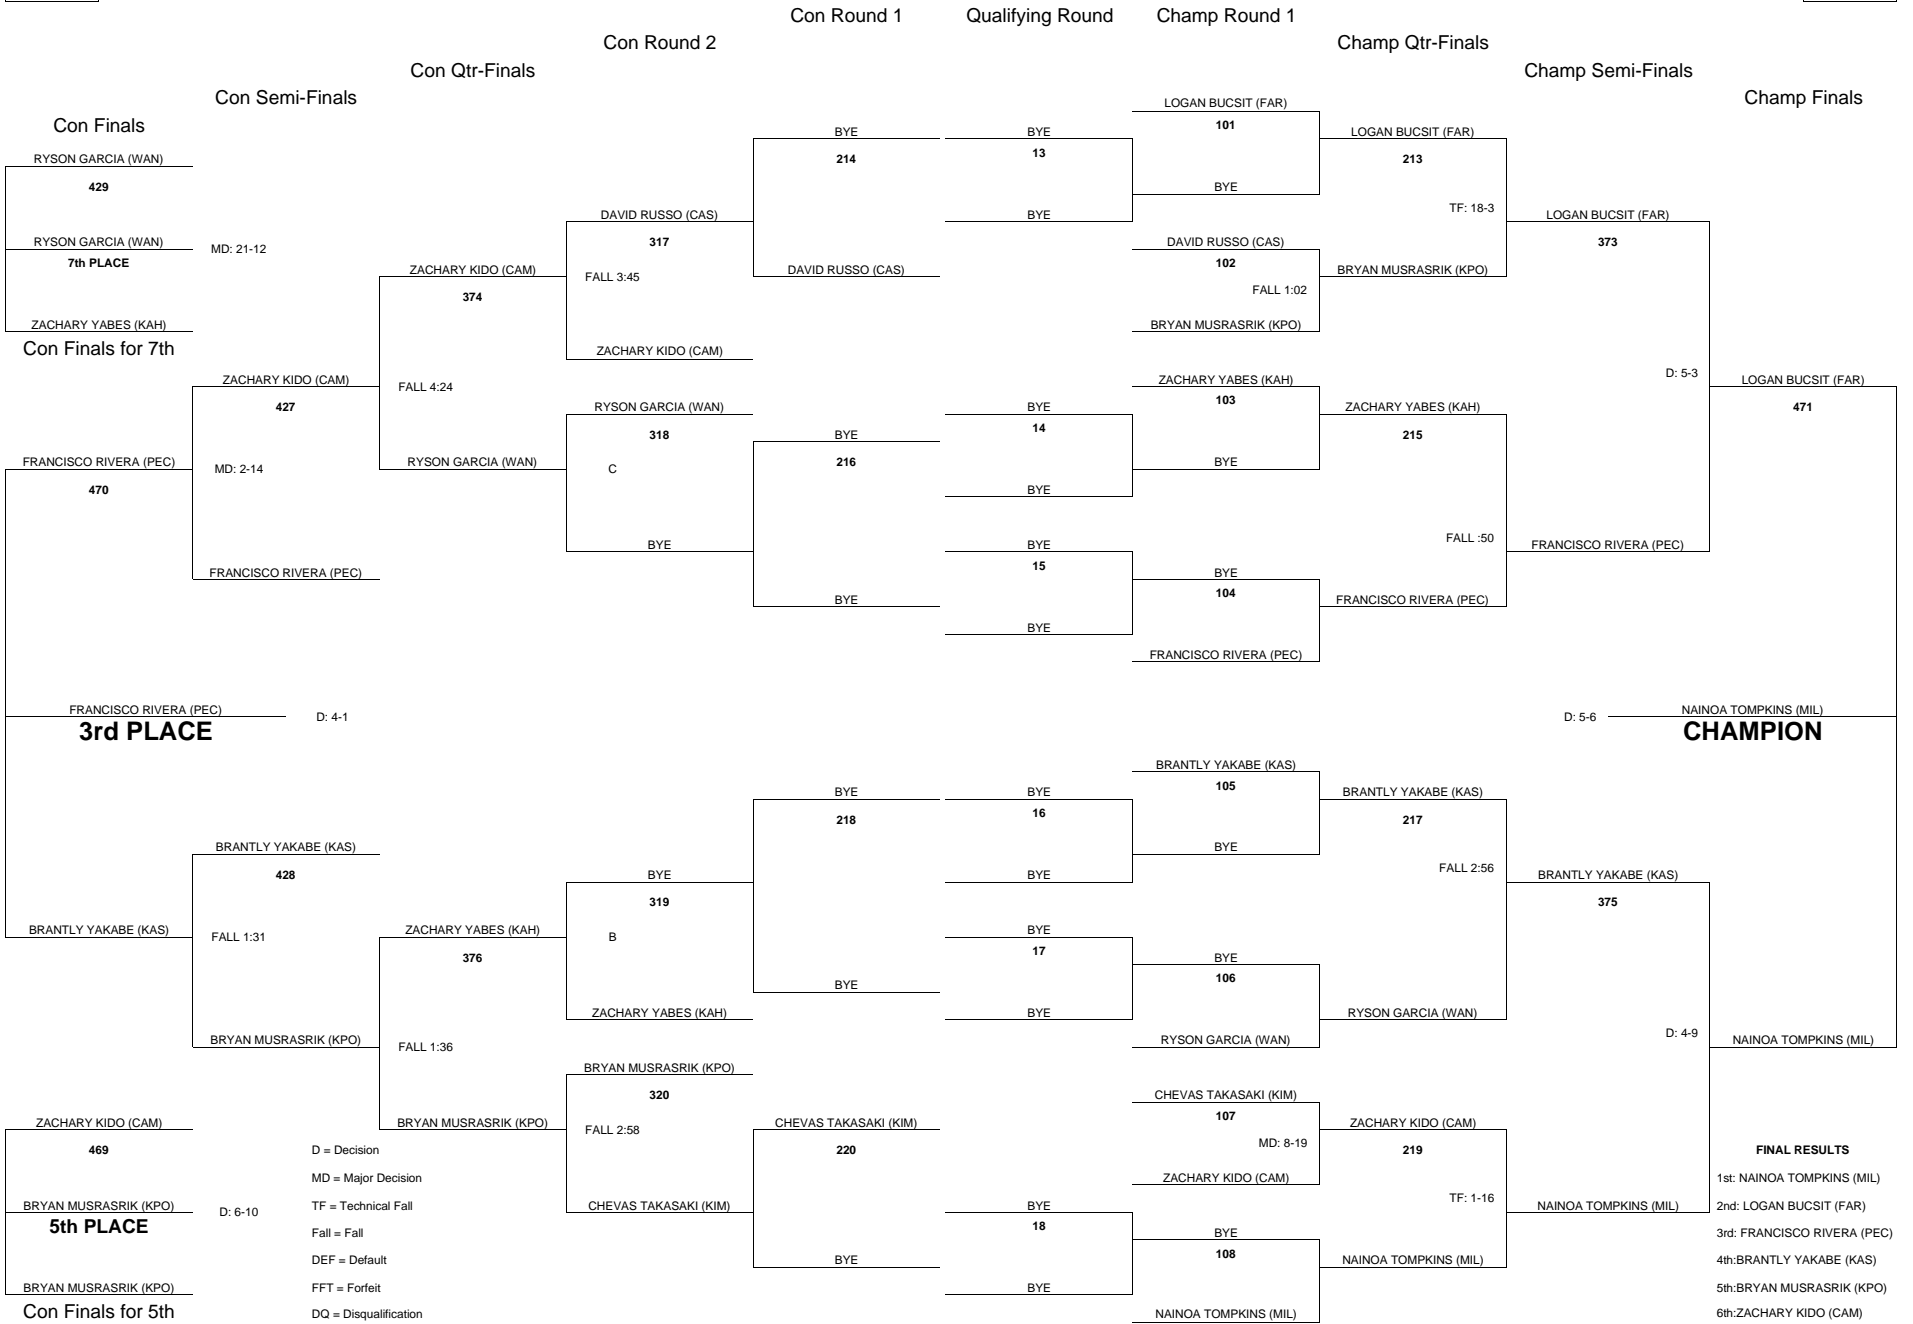 Con Round 1
Qualifying Round
Champ Round 1
Con Round 2
Champ Qtr-Finals
Con Qtr-Finals
Champ Semi-Finals
Con Semi-Finals
Champ Finals
Con Finals
RYSON GARCIA (WAN)
429
RYSON GARCIA (WAN)
7th PLACE
MD: 21-12
ZACHARY YABES (KAH)
Con Finals for 7th
FRANCISCO RIVERA (PEC)
470
FRANCISCO RIVERA (PEC)
3rd PLACE
D: 4-1
BRANTLY YAKABE (KAS)
ZACHARY KIDO (CAM)
469
BRYAN MUSRASRIK (KPO)
5th PLACE
D: 6-10
BRYAN MUSRASRIK (KPO)
Con Finals for 5th
ZACHARY KIDO (CAM)
427
MD: 2-14
FRANCISCO RIVERA (PEC)
BRANTLY YAKABE (KAS)
428
FALL 1:31
BRYAN MUSRASRIK (KPO)
D = Decision
MD = Major Decision
TF = Technical Fall
Fall = Fall
DEF = Default
FFT = Forfeit
DQ = Disqualification
ZACHARY KIDO (CAM)
374
FALL 4:24
RYSON GARCIA (WAN)
ZACHARY YABES (KAH)
376
FALL 1:36
BRYAN MUSRASRIK (KPO)
DAVID RUSSO (CAS)
317
FALL 3:45
ZACHARY KIDO (CAM)
RYSON GARCIA (WAN)
318
C
BYE
BYE
319
B
ZACHARY YABES (KAH)
BRYAN MUSRASRIK (KPO)
320
FALL 2:58
CHEVAS TAKASAKI (KIM)
BYE
214
DAVID RUSSO (CAS)
BYE
216
BYE
BYE
218
BYE
CHEVAS TAKASAKI (KIM)
220
BYE
BYE
13
BYE
BYE
14
BYE
BYE
15
BYE
BYE
16
BYE
BYE
17
BYE
BYE
18
BYE
LOGAN BUCSIT (FAR)
101
BYE
DAVID RUSSO (CAS)
102
FALL 1:02
BRYAN MUSRASRIK (KPO)
ZACHARY YABES (KAH)
103
BYE
BYE
104
FRANCISCO RIVERA (PEC)
BRANTLY YAKABE (KAS)
105
BYE
BYE
106
RYSON GARCIA (WAN)
CHEVAS TAKASAKI (KIM)
107
MD: 8-19
ZACHARY KIDO (CAM)
BYE
108
NAINOA TOMPKINS (MIL)
LOGAN BUCSIT (FAR)
213
TF: 18-3
BRYAN MUSRASRIK (KPO)
ZACHARY YABES (KAH)
215
FALL :50
FRANCISCO RIVERA (PEC)
BRANTLY YAKABE (KAS)
217
FALL 2:56
RYSON GARCIA (WAN)
ZACHARY KIDO (CAM)
219
TF: 1-16
NAINOA TOMPKINS (MIL)
LOGAN BUCSIT (FAR)
373
D: 5-3
FRANCISCO RIVERA (PEC)
BRANTLY YAKABE (KAS)
375
D: 4-9
NAINOA TOMPKINS (MIL)
LOGAN BUCSIT (FAR)
471
D: 5-6
NAINOA TOMPKINS (MIL)
CHAMPION
NAINOA TOMPKINS (MIL)
FINAL RESULTS
1st: NAINOA TOMPKINS (MIL)
2nd: LOGAN BUCSIT (FAR)
3rd: FRANCISCO RIVERA (PEC)
4th:BRANTLY YAKABE (KAS)
5th:BRYAN MUSRASRIK (KPO)
6th:ZACHARY KIDO (CAM)